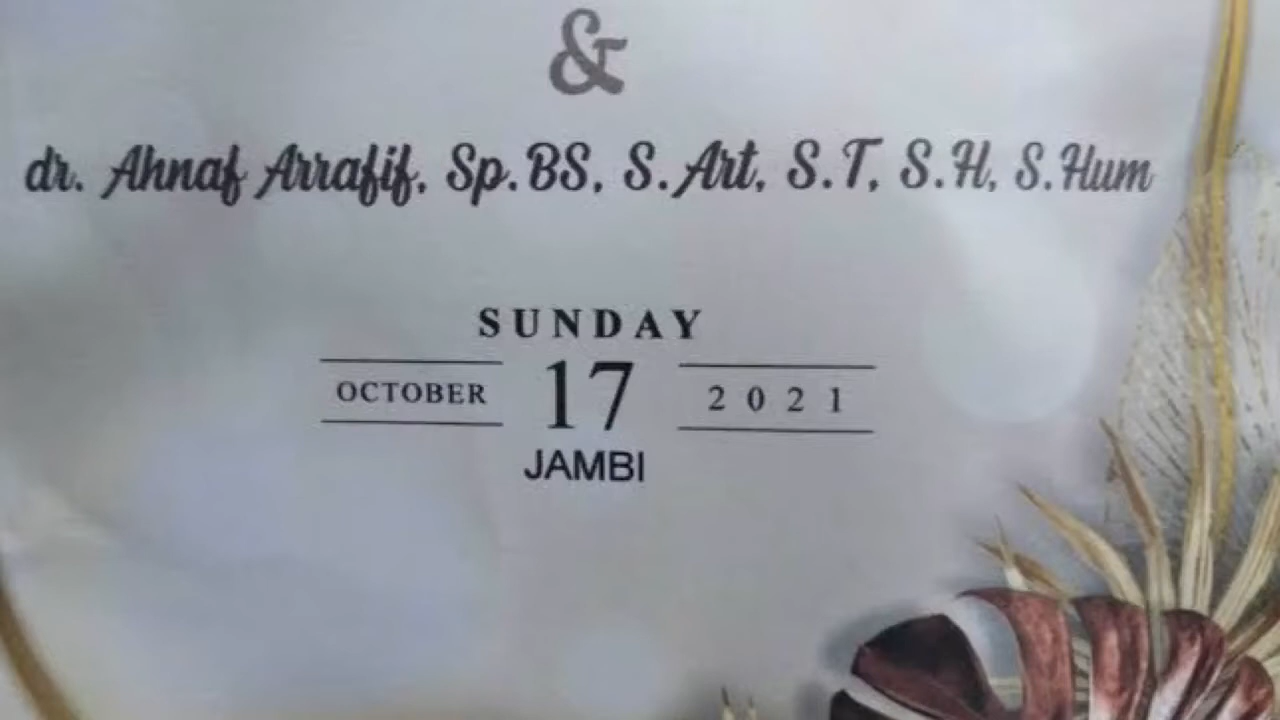 &
dr. Ahnaf Arrafif, Sp.BS, S.Art, S.T, S.H, S.Hum
SUNDAY
OCTOBER 17 2021
JAMBI